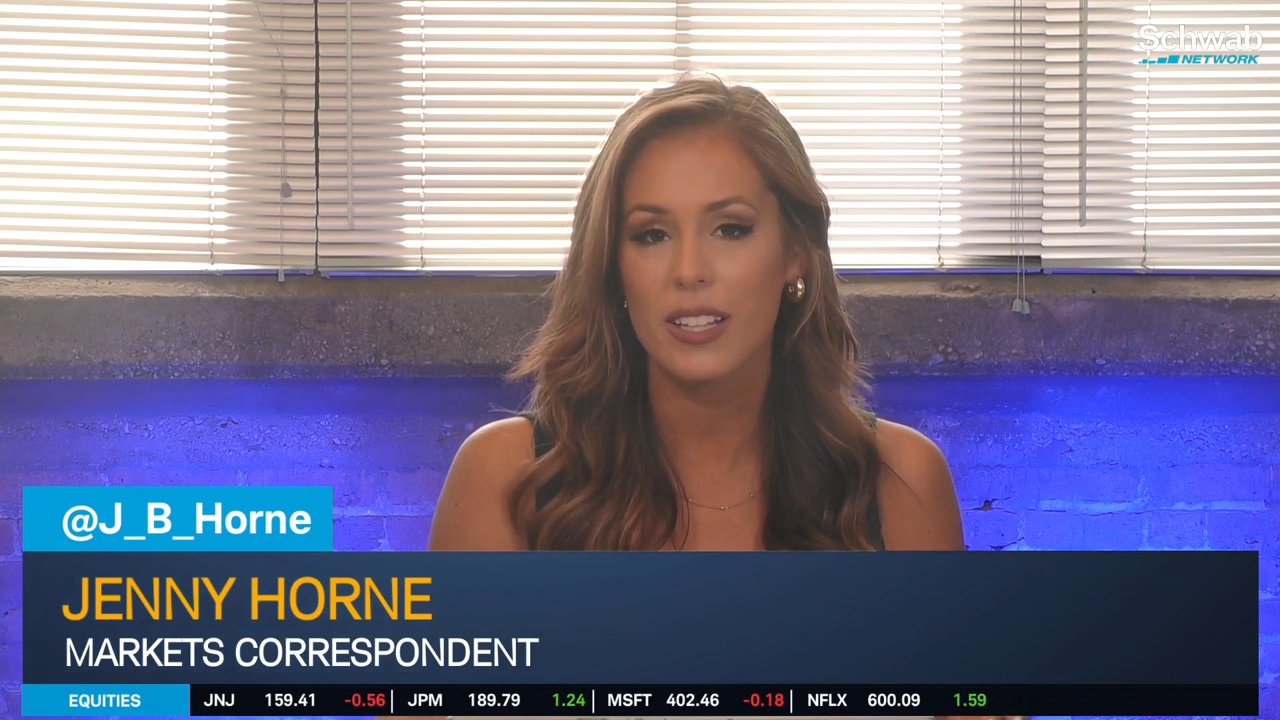 Schwab
NETWORK
@J_B_Horne
JENNY HORNE
MARKETS CORRESPONDENT
EQUITIES JNJ 159.41 -0.56 JPM 189.79 1.24 MSFT 402.46 -0.18 NFLX 600.09 1.59